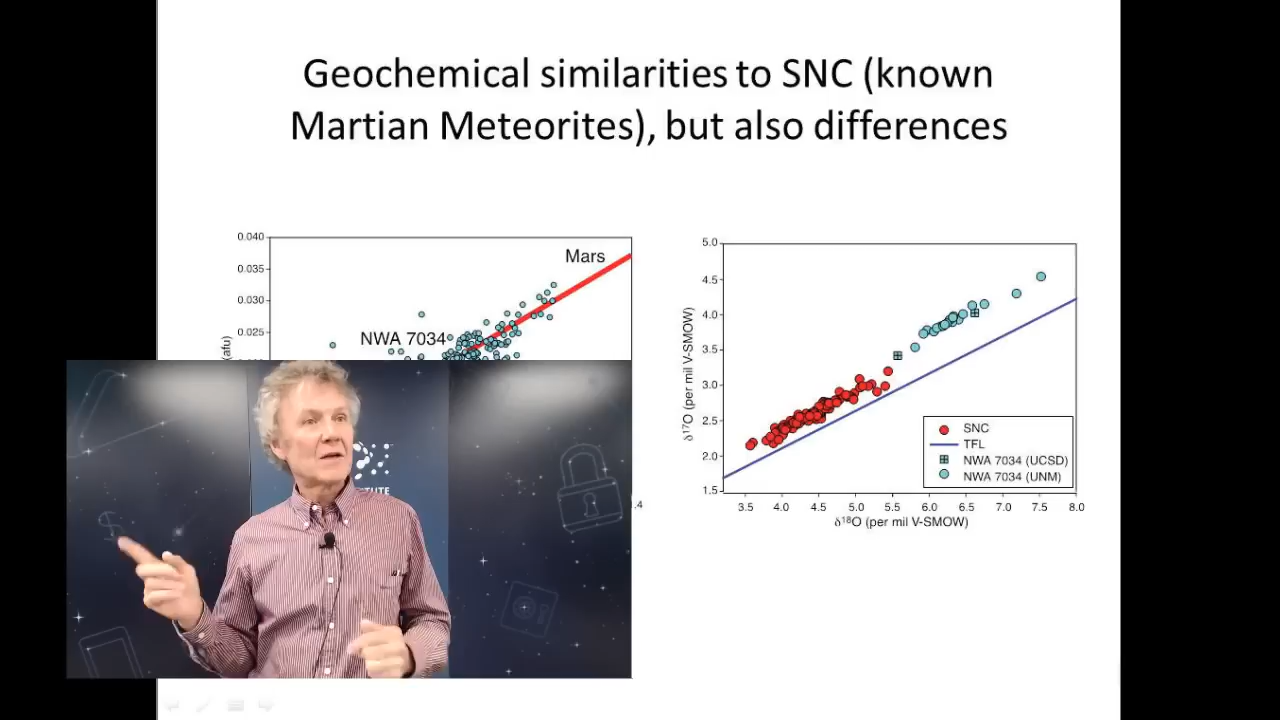 Geochemical similarities to SNC (known
Martian Meteorites), but also differences
0.040
0.035
0.030
0.025
(afu)
Mars
NWA 7034
.4
5.0
4.5
4.0
3.5
3.0
2.5
2.0
1.5
δ¹⁷O (per mil V-SMOW)
SNC
TFL
NWA 7034 (UCSD)
NWA 7034 (UNM)
3.5 4.0 4.5 5.0 5.5 6.0 6.5 7.0 7.5 8.0
δ¹⁸O (per mil V-SMOW)